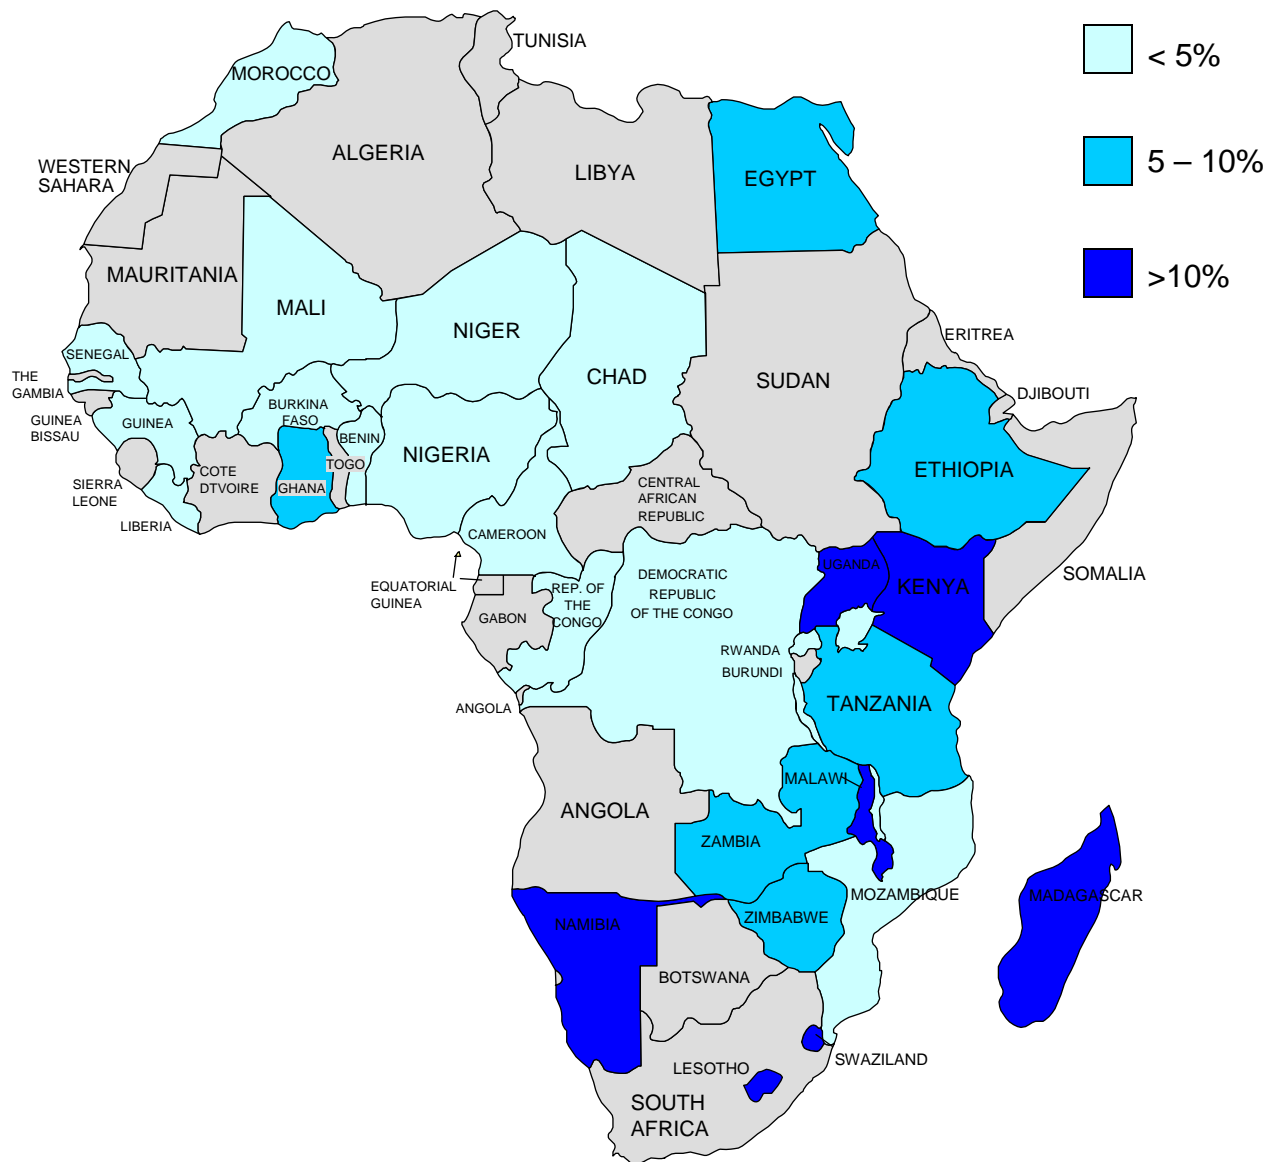 TUNISIA
< 5%
MOROCCO
ALGERIA
WESTERN
SAHARA
LIBYA
EGYPT
5 – 10%
MAURITANIA
MALI
NIGER
CHAD
SUDAN
>10%
ERITREA
SENEGAL
THE
GAMBIA
GUINEA
BISSAU
GUINEA
BURKINA
FASO
BENIN
NIGERIA
DJIBOUTI
ETHIOPIA
SIERRA
LEONE
COTE
DTVOIRE
GHANA
TOGO
CENTRAL
AFRICAN
REPUBLIC
LIBERIA
CAMEROON
SOMALIA
EQUATORIAL
GUINEA
GABON
REP. OF
THE
CONGO
DEMOCRATIC
REPUBLIC
OF THE CONGO
UGANDA
KENYA
RWANDA
BURUNDI
ANGOLA
TANZANIA
ANGOLA
MALAWI
ZAMBIA
MOZAMBIQUE
MADAGASCAR
NAMIBIA
ZIMBABWE
BOTSWANA
SWAZILAND
LESOTHO
SOUTH
AFRICA